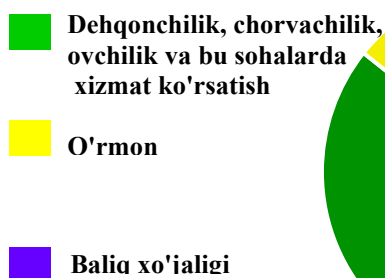 Dehqonchilik, chorvachilik,
ovchilik va bu sohalarda
xizmat ko'rsatish
O'rmon
Baliq xo'jaligi